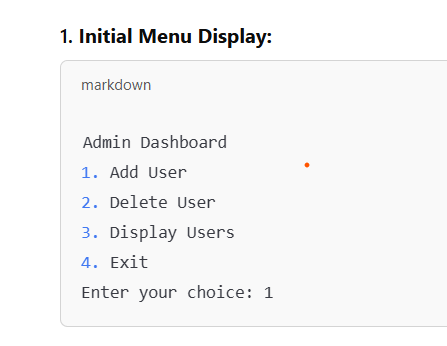 1. Initial Menu Display:
markdown
Admin Dashboard
1. Add User
2. Delete User
3. Display Users
4. Exit
Enter your choice: 1